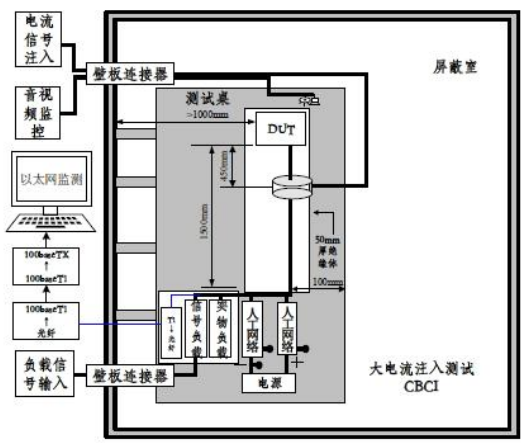 电流
信号
注入
壁板连接器
音视
频监
控
屏蔽室
测试桌
>1000mm
DUT
450mm
1500mm
以太网监测
50mm
厚绝
缘体
100mm
100baseTX
↑
100baseT1
100baseT1
↑
光纤
T1
↓
光纤
信号负载
实物负载
人工网络
人工网络
－
＋
电源
负载信
号输入
壁板连接器
大电流注入测试
CBCI